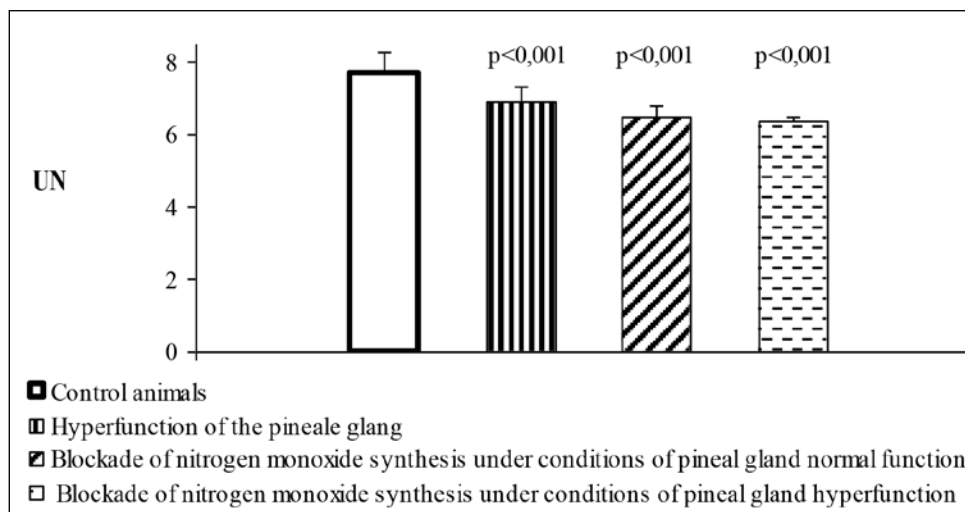 8
p<0,001 p<0,001 p<0,001
6
UN
4
2
0
Control animals
Hyperfunction of the pineale glang
Blockade of nitrogen monoxide synthesis under conditions of pineal gland normal function
Blockade of nitrogen monoxide synthesis under conditions of pineal gland hyperfunction